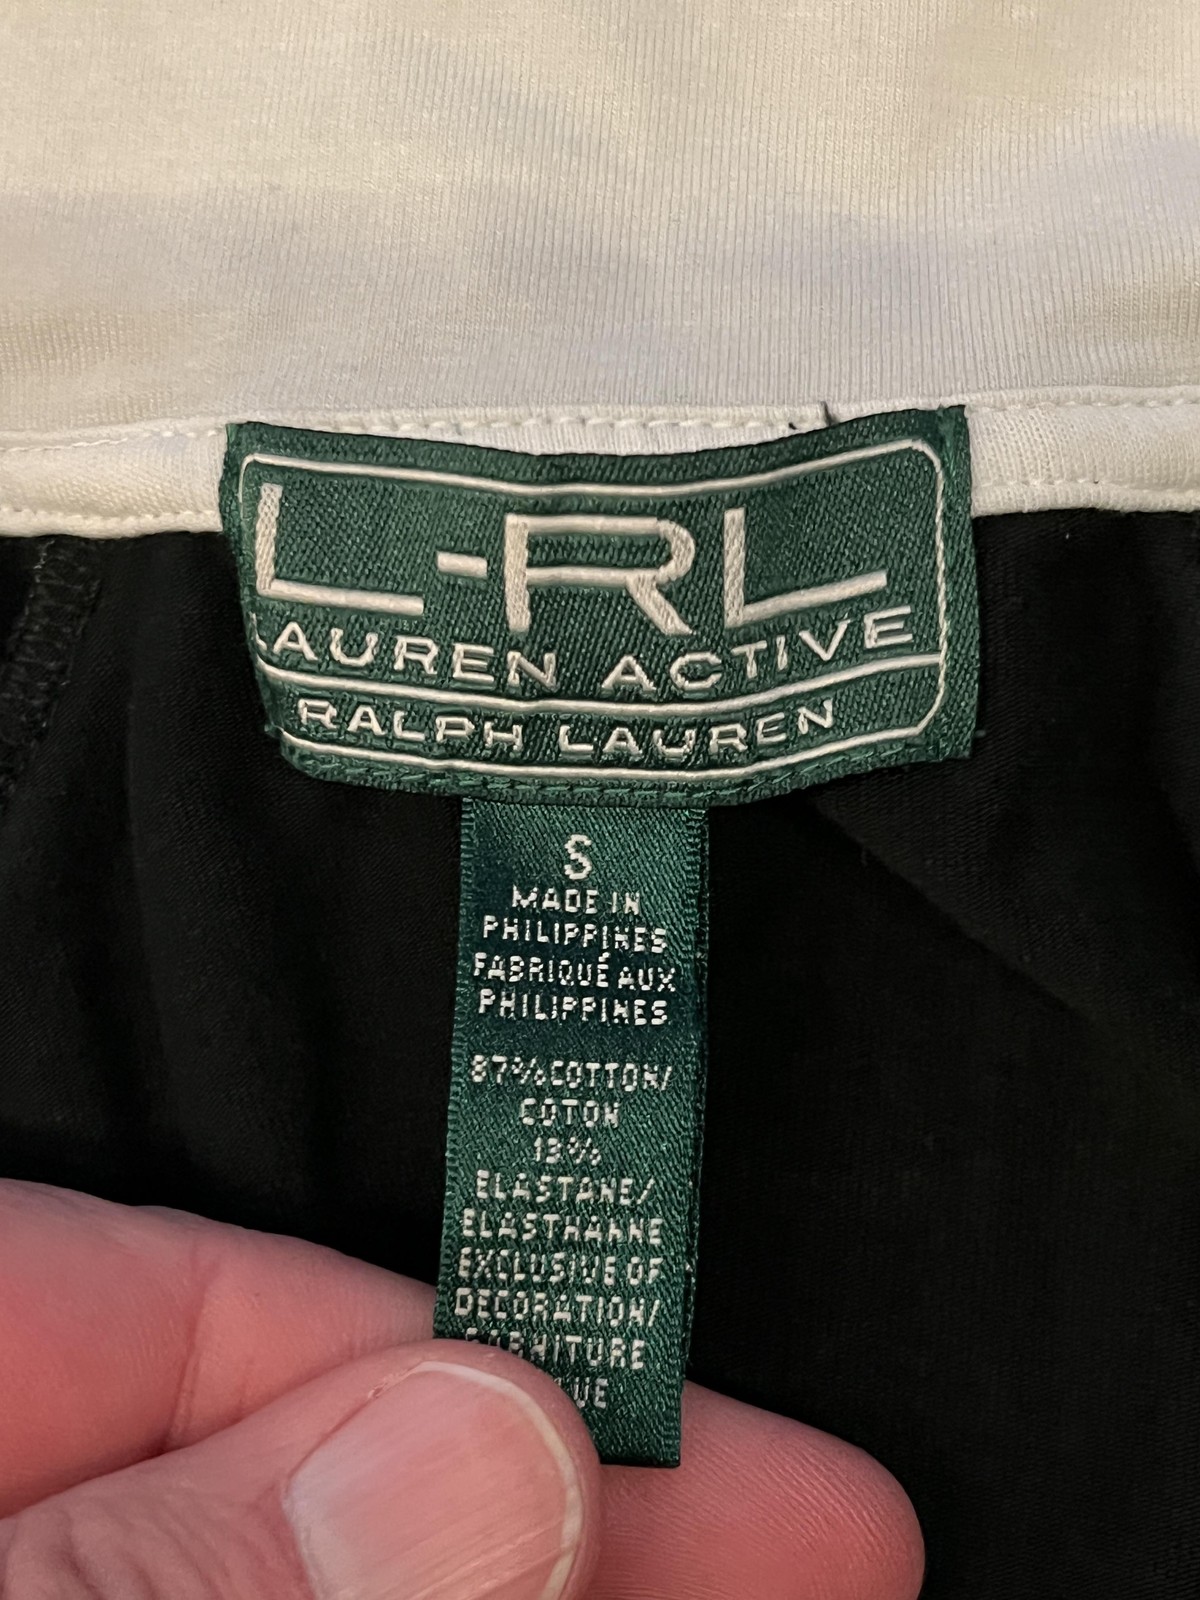 L-RL
LAUREN ACTIVE
RALPH LAUREN
S
MADE IN
PHILIPPINES
FABRIQUÉ AUX
PHILIPPINES
87% COTTON/
COTON
13%
ELASTANE/
ELASTHANNE
EXCLUSIVE OF
DECORATION/
GARNITURE